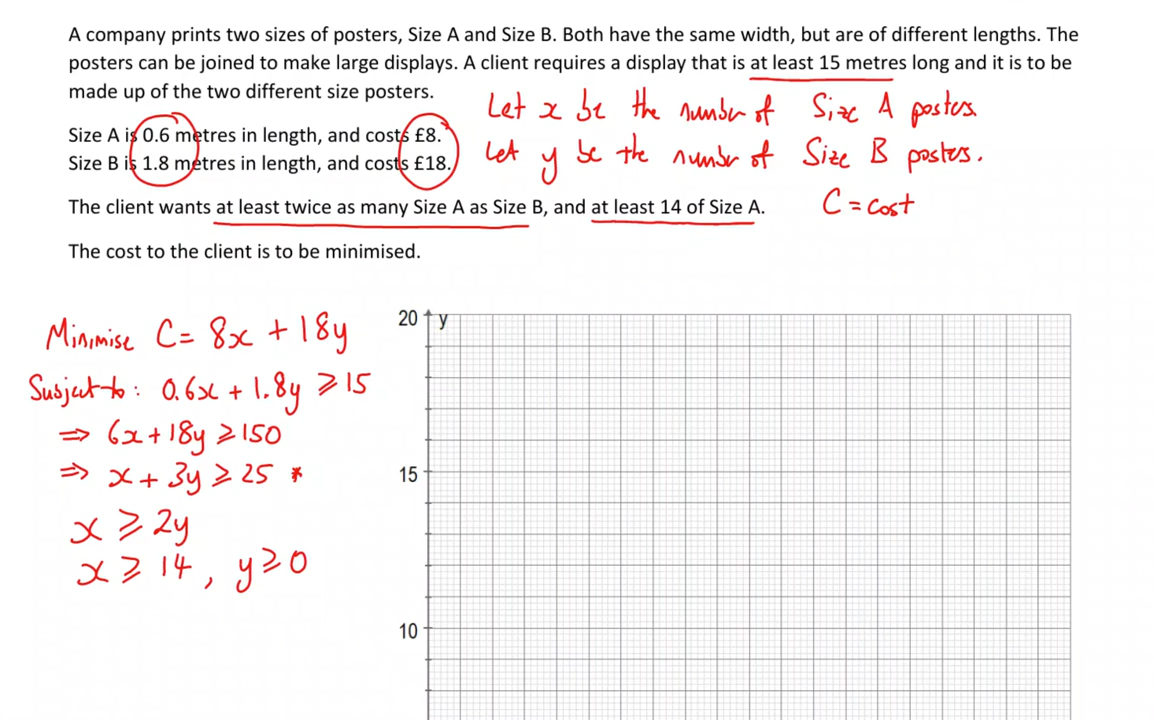 A company prints two sizes of posters, Size A and Size B. Both have the same width, but are of different lengths. The
posters can be joined to make large displays. A client requires a display that is at least 15 metres long and it is to be
made up of the two different size posters.
Let x be the number of Size A posters.
Size A is 0.6 metres in length, and costs £8.
Size B is 1.8 metres in length, and costs £18.
Let y be the number of Size B posters.
The client wants at least twice as many Size A as Size B, and at least 14 of Size A.
C = cost
The cost to the client is to be minimised.
Minimise C = 8x + 18y
Subject to: 0.6x + 1.8y ⩾ 15
⇒ 6x + 18y ⩾ 150
⇒ x + 3y ⩾ 25 *
x ⩾ 2y
x ⩾ 14, y ⩾ 0
20 y
15
10